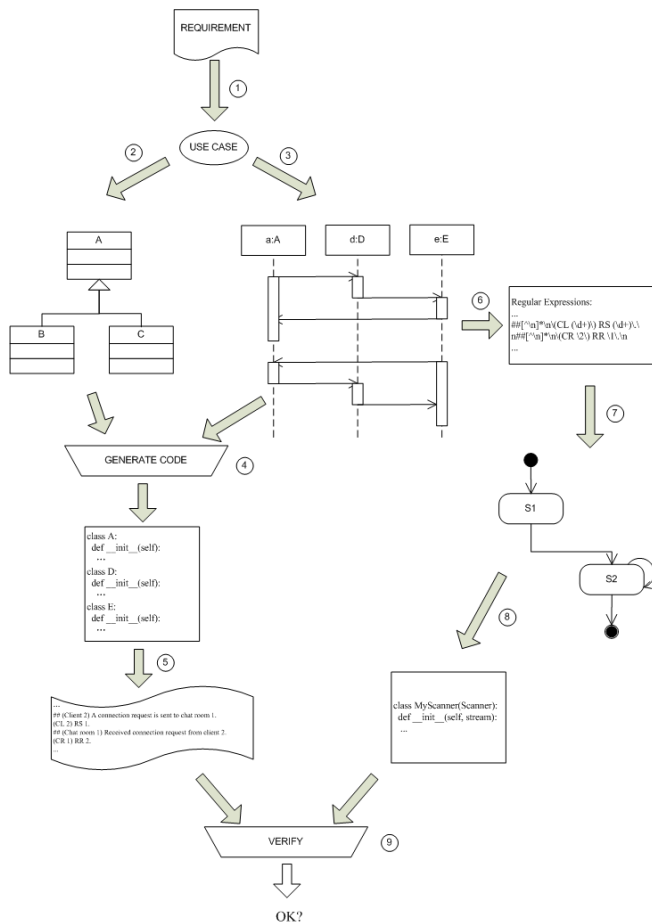 REQUIREMENT
1
USE CASE
2
3
A
B
C
a:A
d:D
e:E
6
Regular Expressions:
...
##[^\n]*\n\(CL (\d+)\) RS (\d+)\.\
n##[^\n]*\n\(CR \2\) RR \1\.\n
...
7
GENERATE CODE
4
S1
S2
class A:
def __init__(self):
...
class D:
def __init__(self):
...
class E:
def __init__(self):
...
8
5
...
## (Client 2) A connection request is sent to chat room 1.
(CL 2) RS 1.
## (Chat room 1) Received connection request from client 2.
(CR 1) RR 2.
...
class MyScanner(Scanner):
def __init__(self, stream):
...
VERIFY
9
OK?